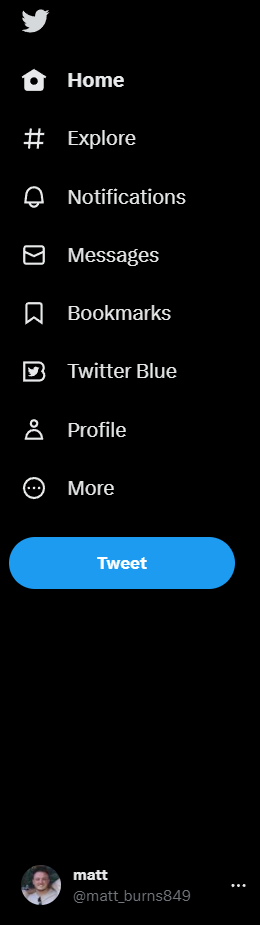 Home
Explore
Notifications
Messages
Bookmarks
Twitter Blue
Profile
More
Tweet
matt
@matt_burns849